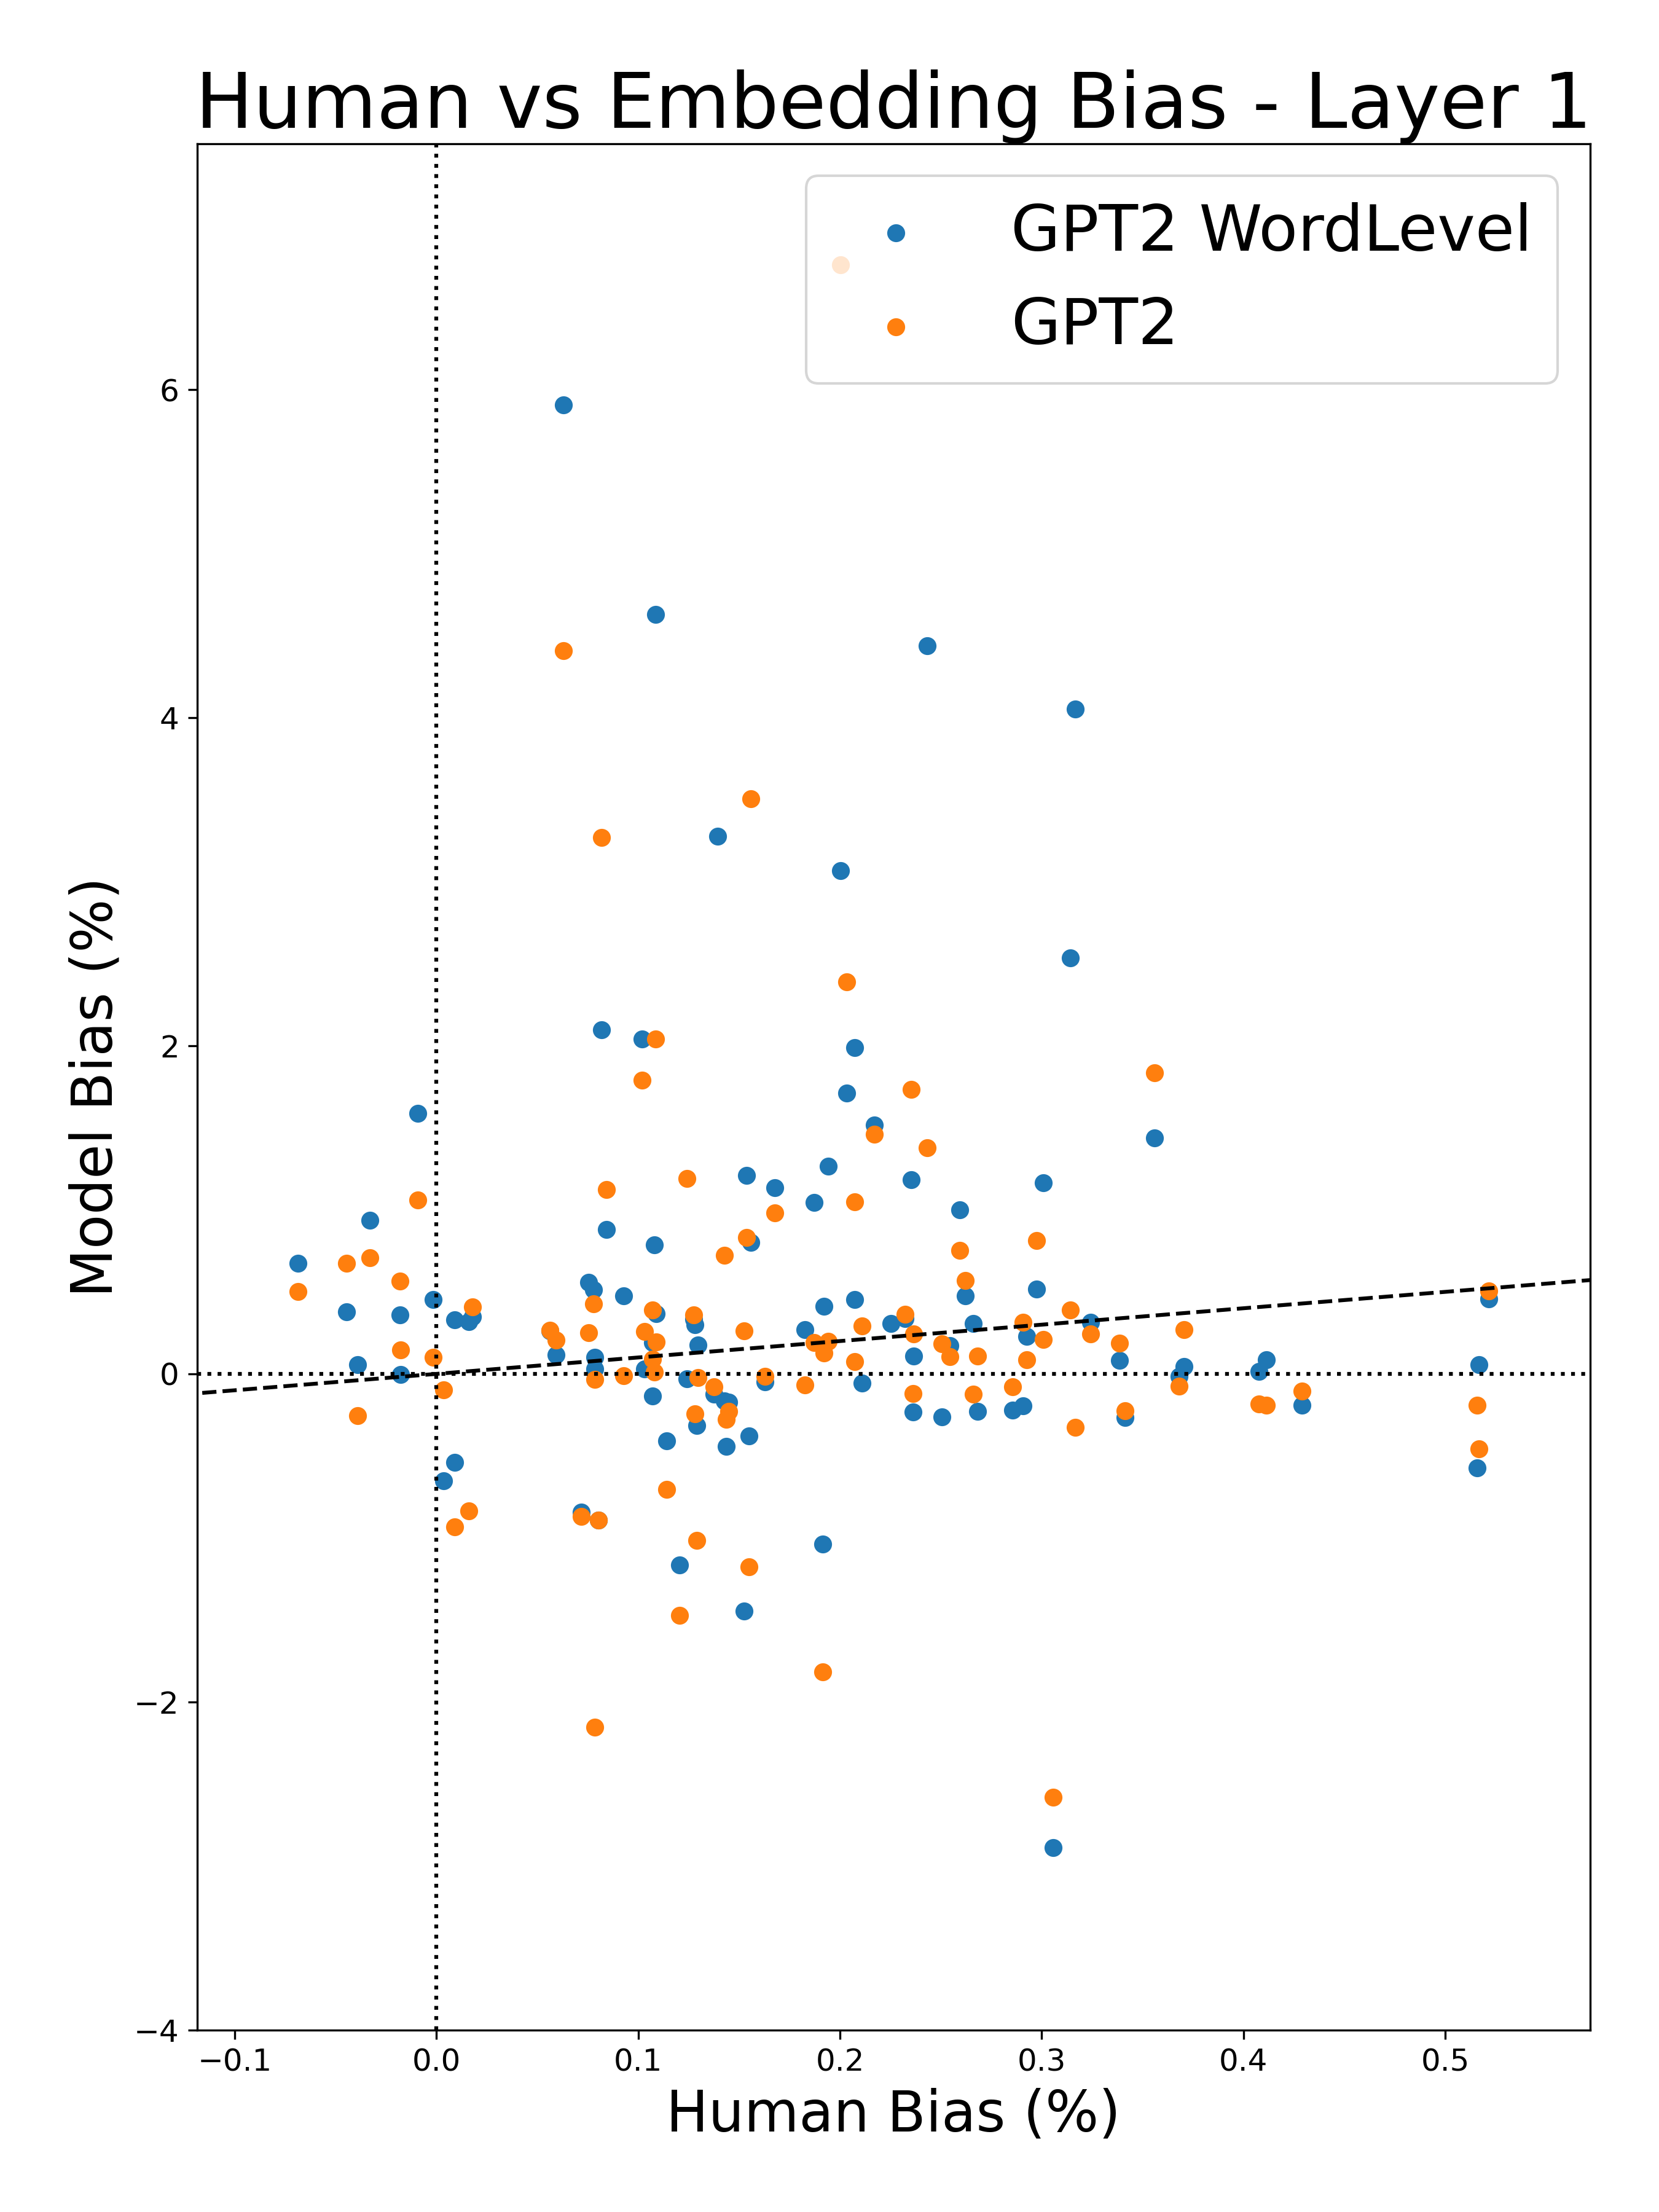 Human vs Embedding Bias - Layer 1
GPT2 WordLevel
GPT2
6
4
2
0
−2
−4
Model Bias (%)
−0.1 0.0 0.1 0.2 0.3 0.4 0.5
Human Bias (%)